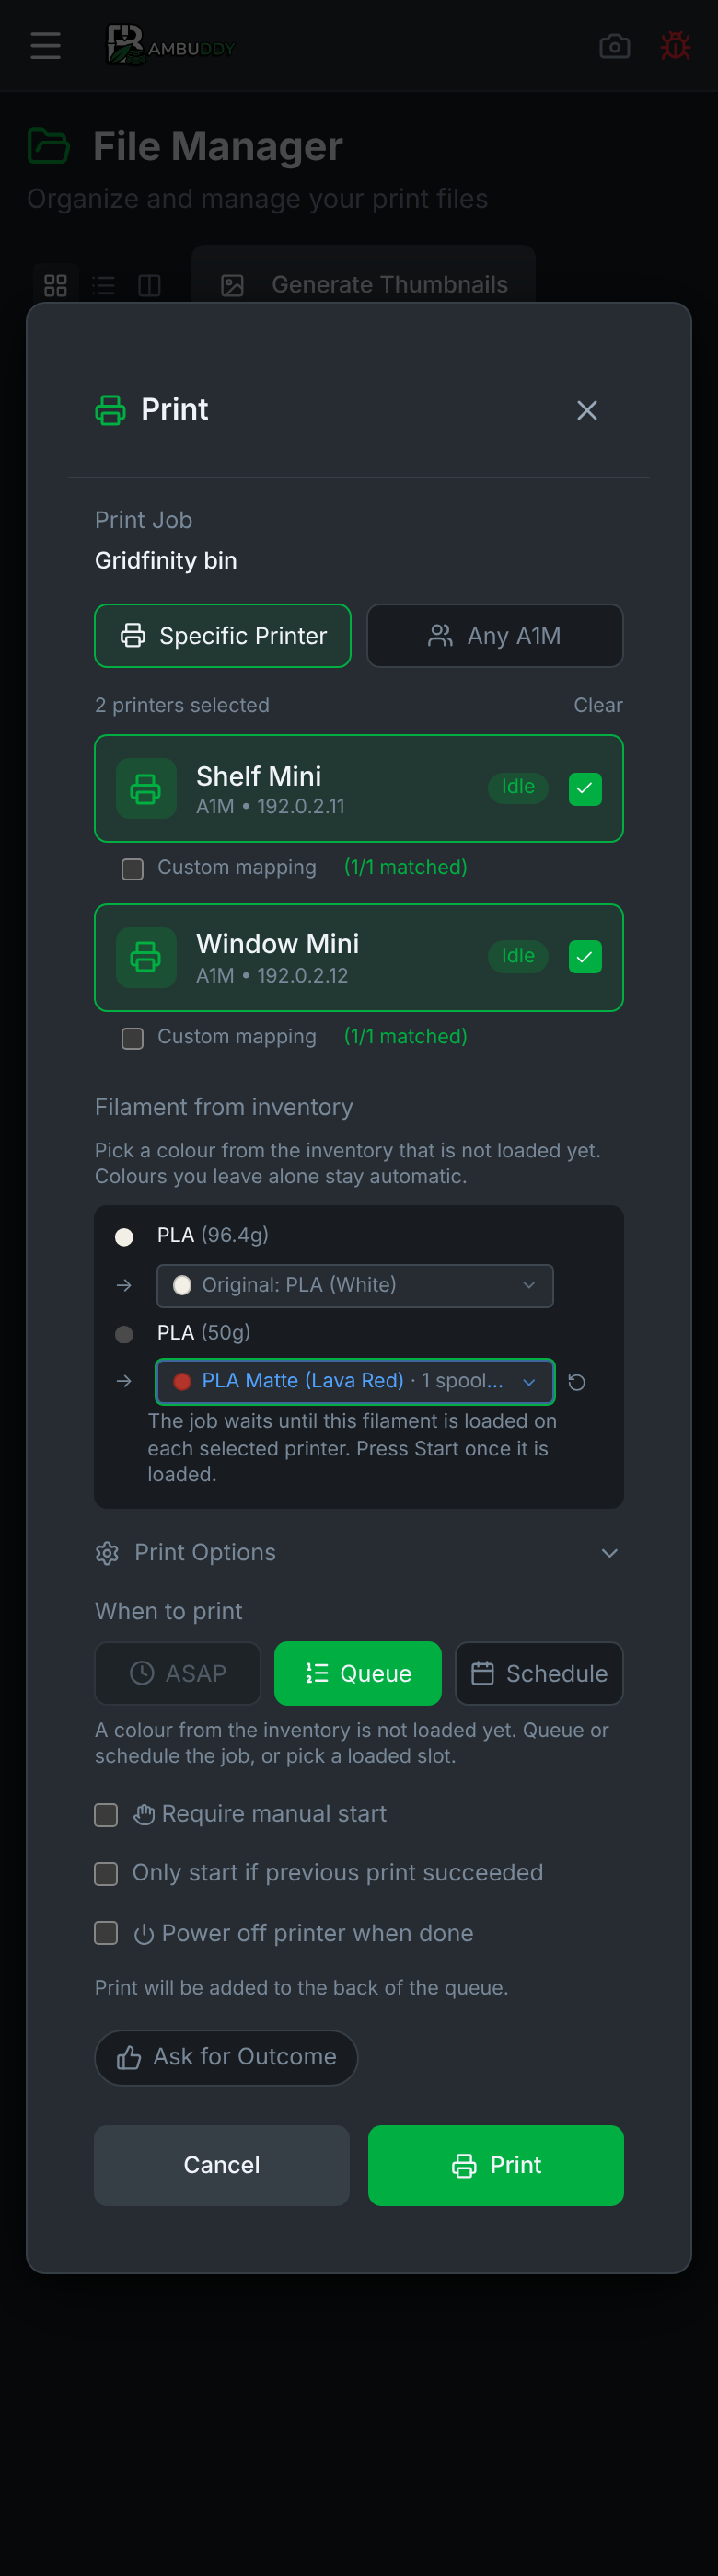 AMBUDDY
File Manager
Organize and manage your print files
Generate Thumbnails
Print
Print Job
Gridfinity bin
Specific Printer
Any A1M
2 printers selected
Clear
Shelf Mini
A1M • 192.0.2.11
Idle
Custom mapping (1/1 matched)
Window Mini
A1M • 192.0.2.12
Idle
Custom mapping (1/1 matched)
Filament from inventory
Pick a colour from the inventory that is not loaded yet.
Colours you leave alone stay automatic.
PLA (96.4g)
→ Original: PLA (White)
PLA (50g)
→ PLA Matte (Lava Red) · 1 spool...
The job waits until this filament is loaded on
each selected printer. Press Start once it is
loaded.
Print Options
When to print
ASAP
Queue
Schedule
A colour from the inventory is not loaded yet. Queue or
schedule the job, or pick a loaded slot.
Require manual start
Only start if previous print succeeded
Power off printer when done
Print will be added to the back of the queue.
Ask for Outcome
Cancel
Print